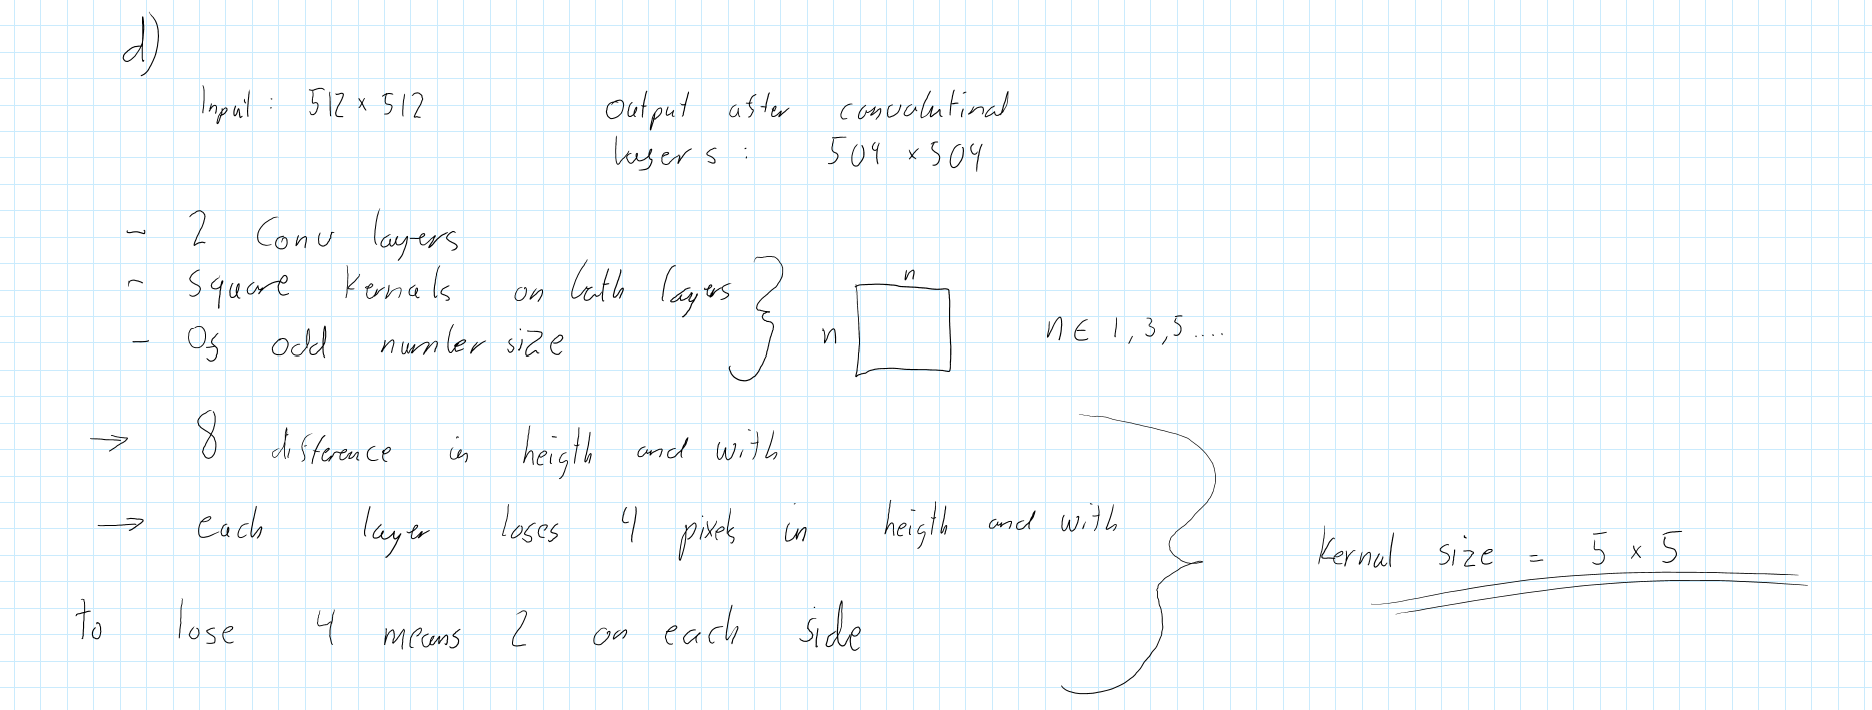 d)
Input : 512 × 512
Output after convolutinal
layers : 504 × 504
- 2 Conv layers
- Square Kernals on both layers
- Of odd number size
n
n
n ∈ 1, 3, 5 ....
→ 8 difference in heigth and with
→ each layer loses 4 pixels in heigth and with
To lose 4 means 2 on each side
Kernal size = 5 × 5